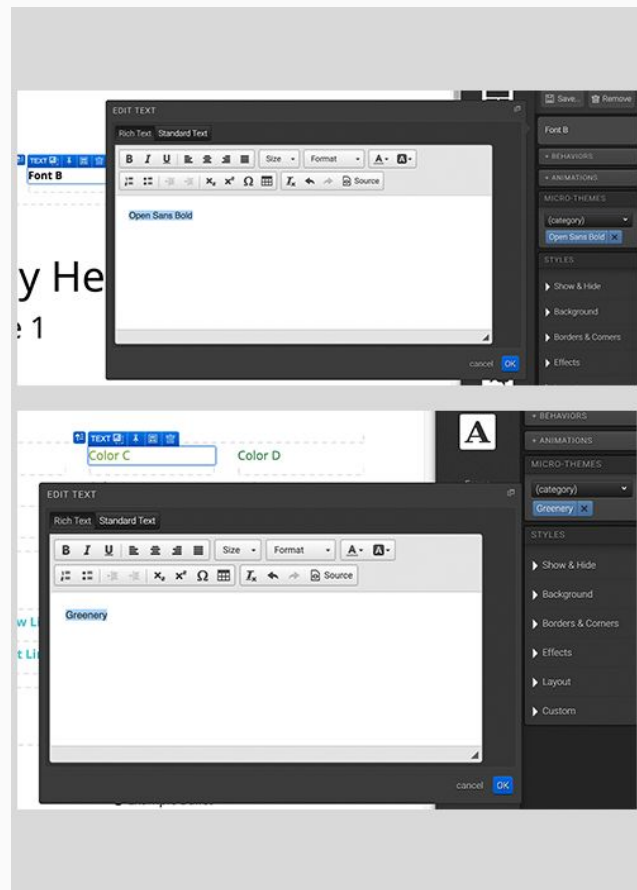 Save... Remove
EDIT TEXT
Font B
Rich Text Standard Text
BEHAVIORS
B I U Size Format A A
TEXT
Font B
ANIMATIONS
Source
MICRO-THEMES
Open Sans Bold
(category)
Open Sans Bold
y He
STYLES
Show & Hide
e 1
Background
Borders & Corners
cancel OK
Effects
BEHAVIORS
TEXT
A
ANIMATIONS
Color C Color D
MICRO-THEMES
EDIT TEXT
(category)
Greenery
Rich Text Standard Text
STYLES
B I U Size Format A A
Show & Hide
Source
Background
Greenery
w Li
Borders & Corners
t Li
Effects
Layout
Custom
cancel OK